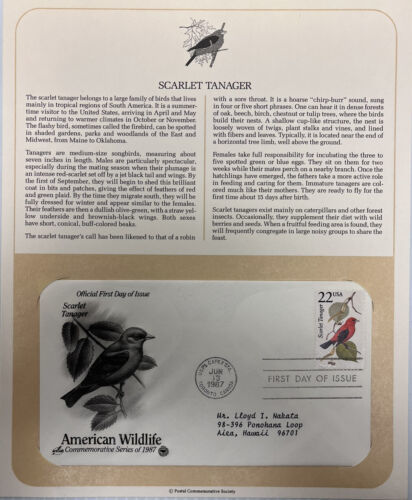 SCARLET TANAGER
The scarlet tanager belongs to a large family of birds that lives
mainly in tropical regions of South America. It is a summer-
time visitor to the United States, arriving in April and May
and returning to warmer climates in October or November.
The flashy bird, sometimes called the firebird, can be spotted
in shaded gardens, parks and woodlands of the East and
Midwest, from Maine to Oklahoma.
Tanagers are medium-size songbirds, measuring about
seven inches in length. Males are particularly spectacular,
especially during the mating season when their plumage is
an intense red-scarlet set off by a jet black tail and wings. By
the first of September, they will begin to shed this brilliant
coat in bits and patches, giving the effect of feathers of red
and green plaid. By the time they migrate south, they will be
fully dressed for winter and appear similar to the females.
Their feathers are then a dullish olive-green, with a straw yel-
low underside and brownish-black wings. Both sexes
have short, conical, buff-colored beaks.
The scarlet tanager's call has been likened to that of a robin
with a sore throat. It is a hoarse "chirp-burr" sound, sung
in four or five short phrases. One can hear it in dense forests
of oak, beech, birch, chestnut or tulip trees, where the birds
build their nests. A shallow cup-like structure, the nest is
loosely woven of twigs, plant stalks and vines, and lined
with fibers and leaves. Typically, it is located near the end of
a horizontal tree limb, well above the ground.
Females take full responsibility for incubating the three to
five spotted green or blue eggs. They sit on them for two
weeks while their mates perch on a nearby branch. Once the
hatchlings have emerged, the fathers take a more active role
in feeding and caring for them. Immature tanagers are col-
ored much like their mothers. They are ready to fly for the
first time about 15 days after birth.
Scarlet tanagers exist mainly on caterpillars and other forest
insects. Occasionally, they supplement their diet with wild
berries and seeds. When a fruitful feeding area is found, they
will frequently congregate in large noisy groups to share the
feast.
Official First Day of Issue
Scarlet
Tanager
American Wildlife
Commemorative Series of 1987
22 USA
Scarlet Tanager
JUN
13
1987
TORONTO CANADA
FIRST DAY OF ISSUE
Mr. Lloyd I. Nakata
98-396 Ponohana Loop
Aiea, Hawaii 96701
© Postal Commemorative Society